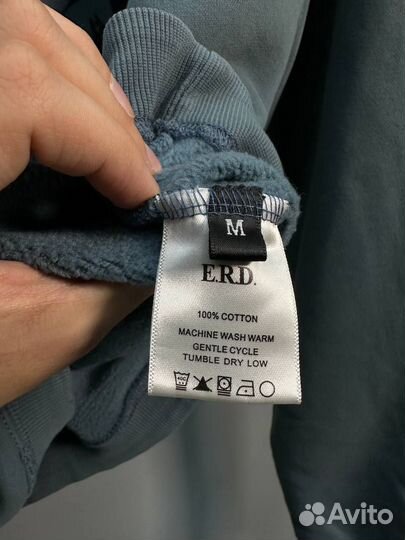 M
E.R.D.
100% COTTON
MACHINE WASH WARM
GENTLE CYCLE
TUMBLE DRY LOW
Avito